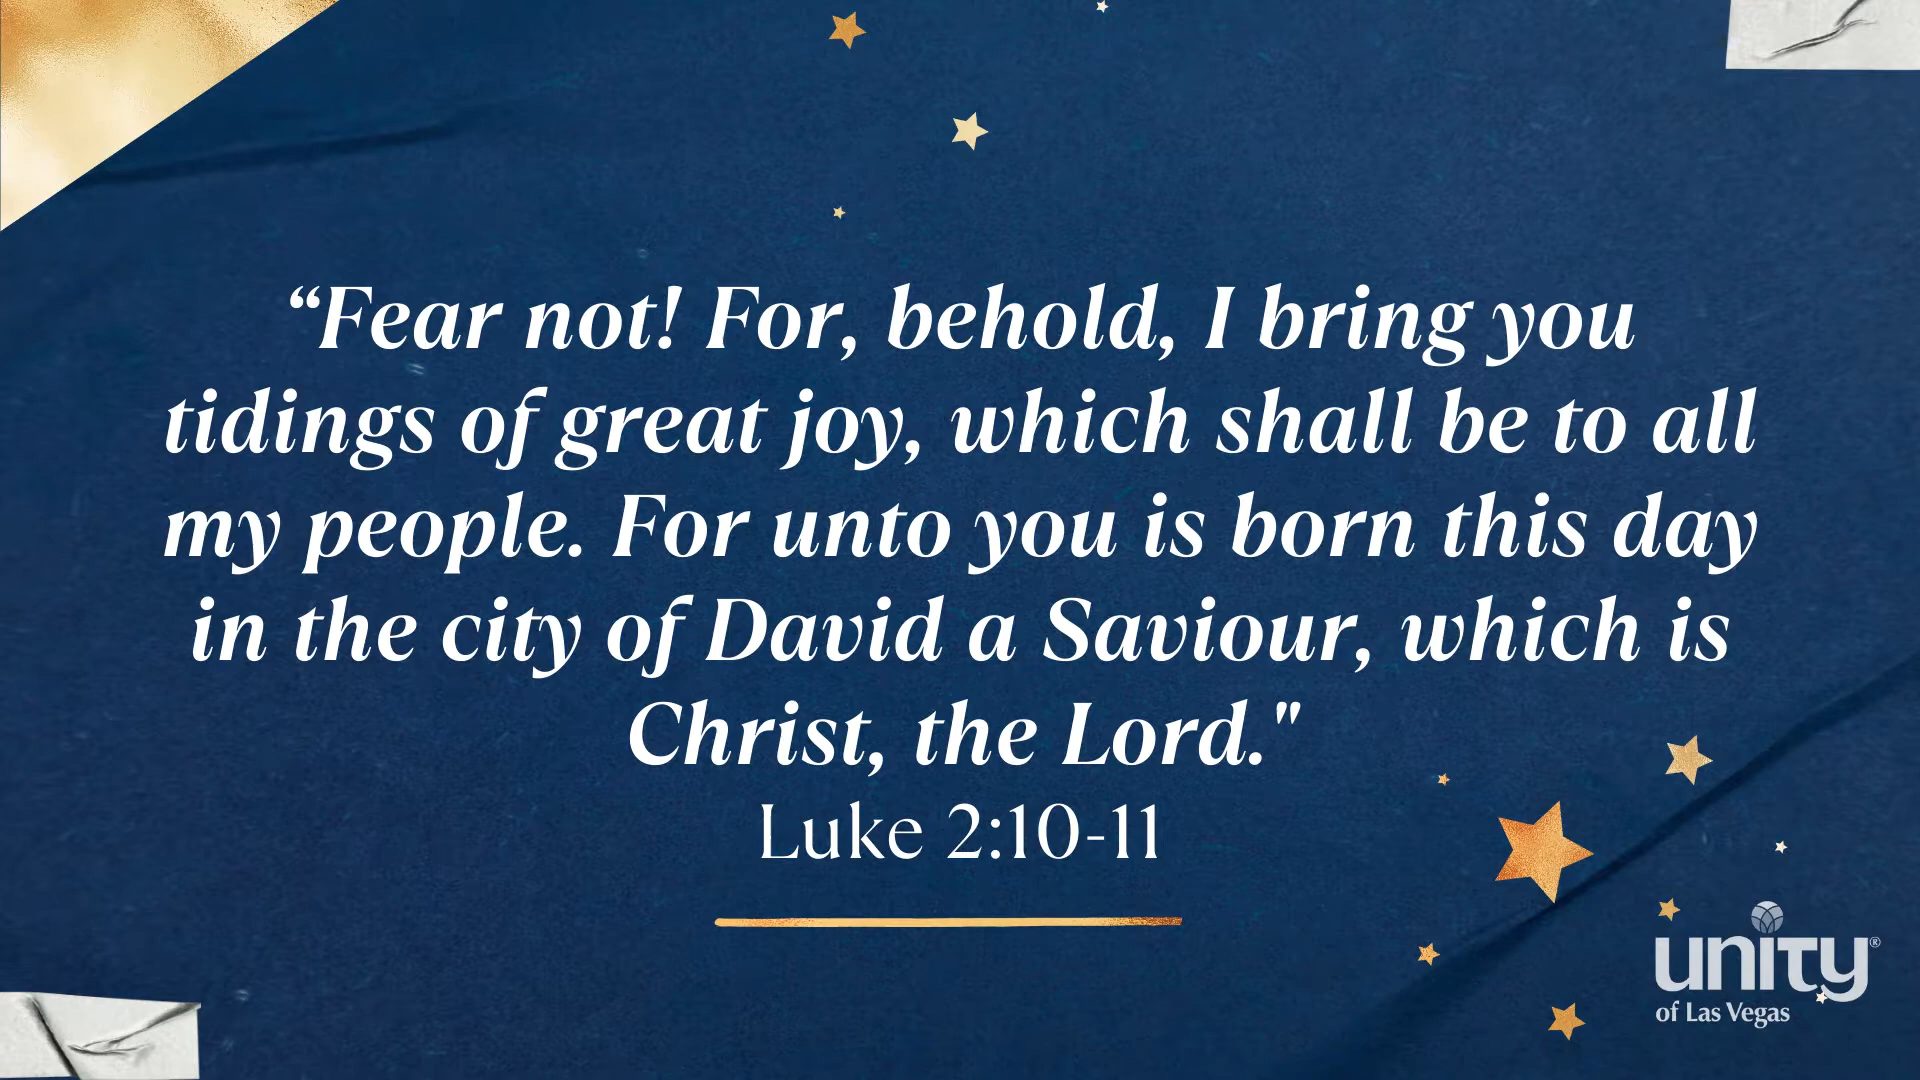 “Fear not! For, behold, I bring you
tidings of great joy, which shall be to all
my people. For unto you is born this day
in the city of David a Saviour, which is
Christ, the Lord."
Luke 2:10-11
unity®
of Las Vegas